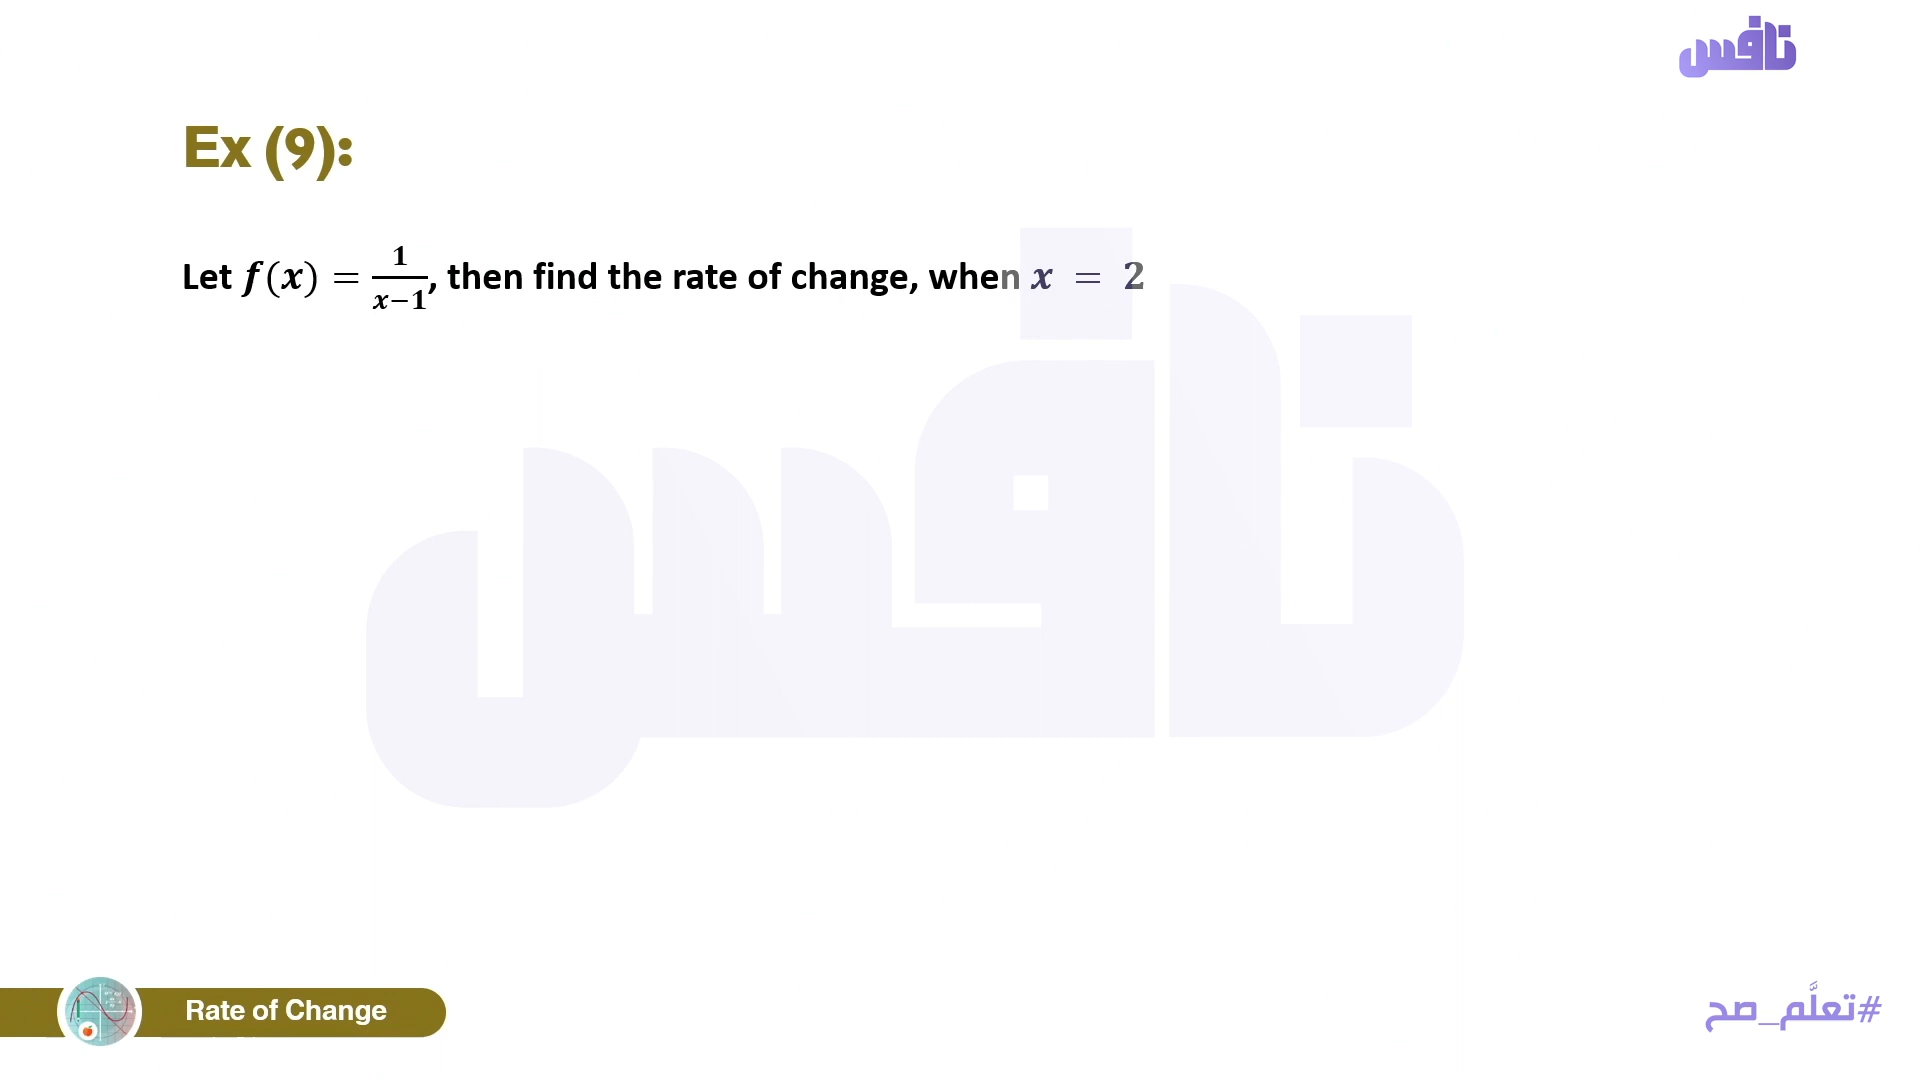 نافس
Ex (9):
Let f(x) = 1/(x−1), then find the rate of change, when x = 2
نافس
Rate of Change
#تعلَّم_صح